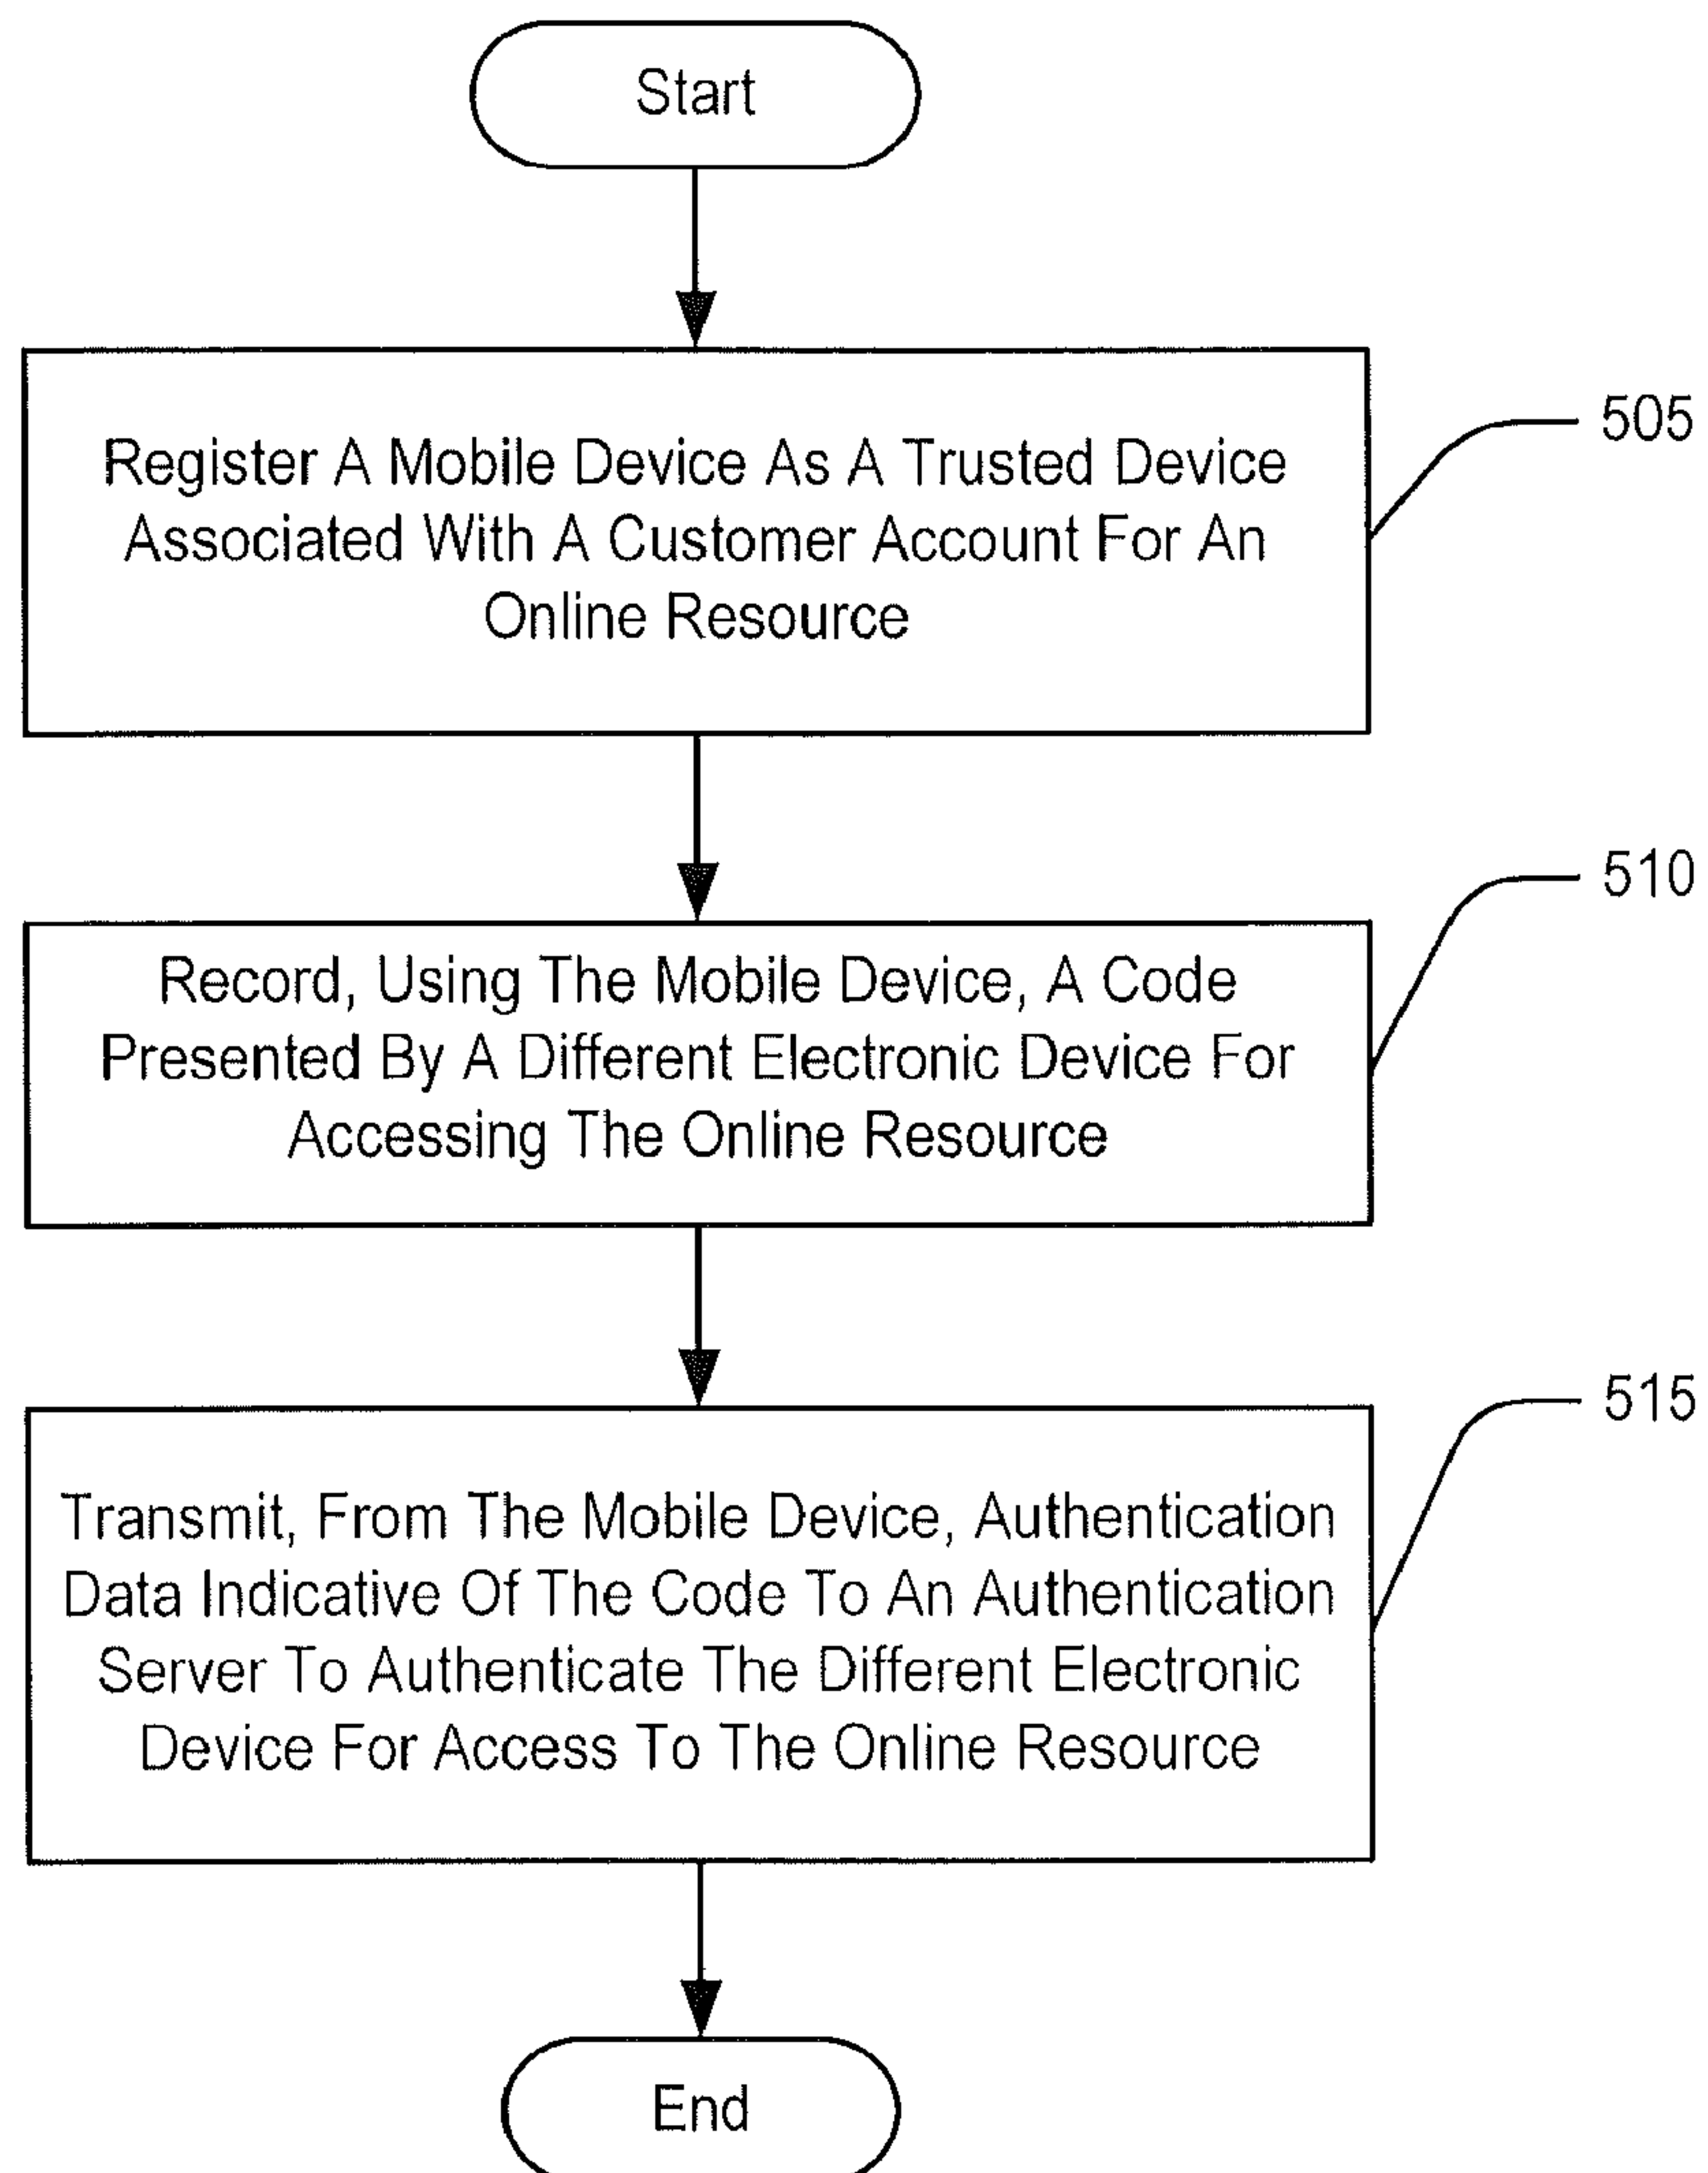 Start
Register A Mobile Device As A Trusted Device
Associated With A Customer Account For An
Online Resource
505
Record, Using The Mobile Device, A Code
Presented By A Different Electronic Device For
Accessing The Online Resource
510
Transmit, From The Mobile Device, Authentication
Data Indicative Of The Code To An Authentication
Server To Authenticate The Different Electronic
Device For Access To The Online Resource
515
End